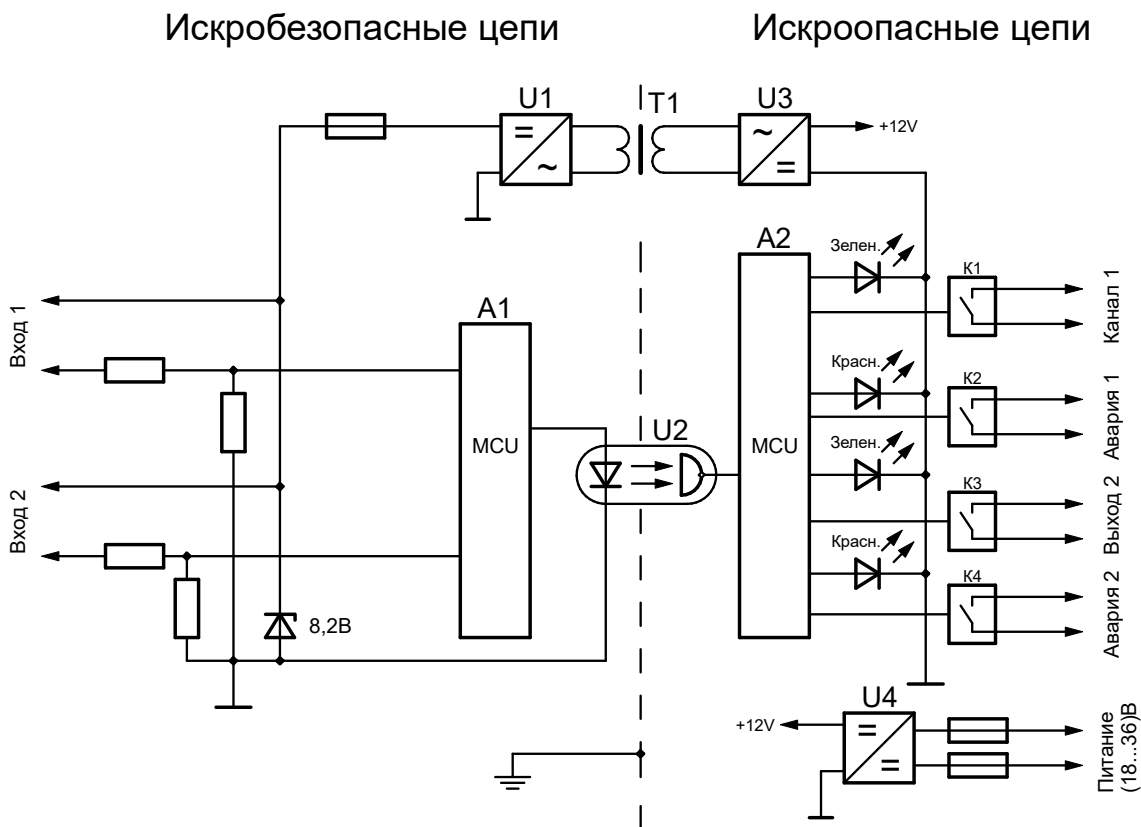 Искробезопасные цепи
Искроопасные цепи
U1
T1
U3
=
~
~
=
+12V
A2
Зелен.
K1
Канал 1
Вход 1
A1
Красн.
K2
Авария 1
U2
MCU
MCU
Зелен.
K3
Выход 2
Вход 2
Красн.
K4
Авария 2
8,2В
U4
+12V
=
=
Питание
(18...36)В